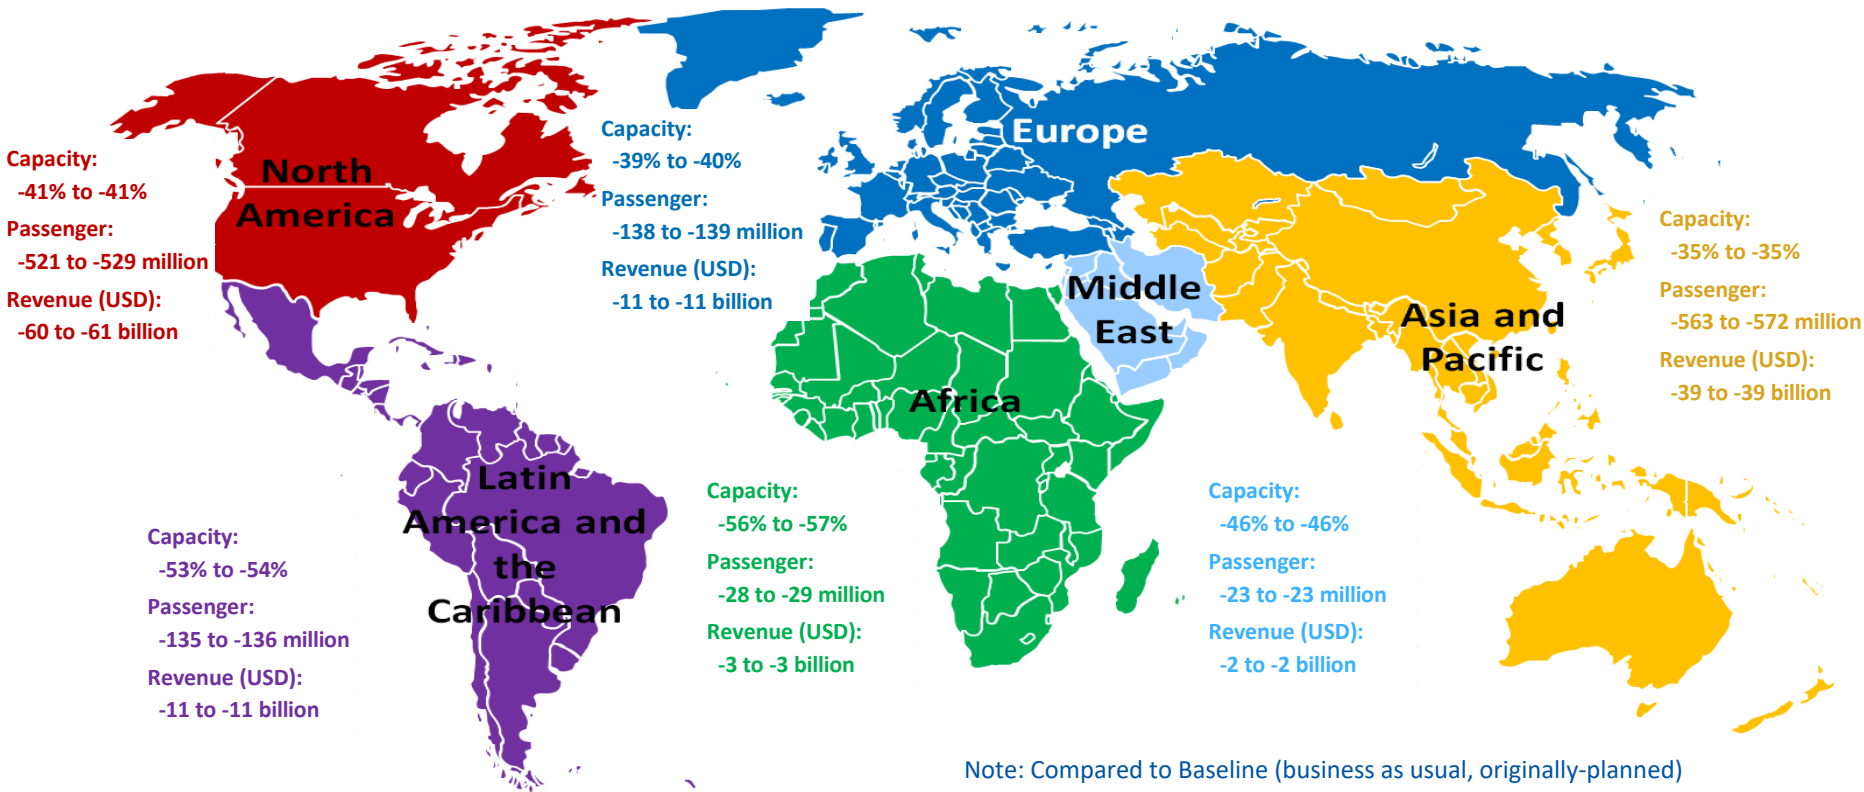 North
America
Capacity:
-41% to -41%
Passenger:
-521 to -529 million
Revenue (USD):
-60 to -61 billion
Europe
Capacity:
-39% to -40%
Passenger:
-138 to -139 million
Revenue (USD):
-11 to -11 billion
Middle
East
Asia and
Pacific
Capacity:
-35% to -35%
Passenger:
-563 to -572 million
Revenue (USD):
-39 to -39 billion
Africa
Latin
America and
the
Caribbean
Capacity:
-53% to -54%
Passenger:
-135 to -136 million
Revenue (USD):
-11 to -11 billion
Capacity:
-56% to -57%
Passenger:
-28 to -29 million
Revenue (USD):
-3 to -3 billion
Capacity:
-46% to -46%
Passenger:
-23 to -23 million
Revenue (USD):
-2 to -2 billion
Note: Compared to Baseline (business as usual, originally-planned)